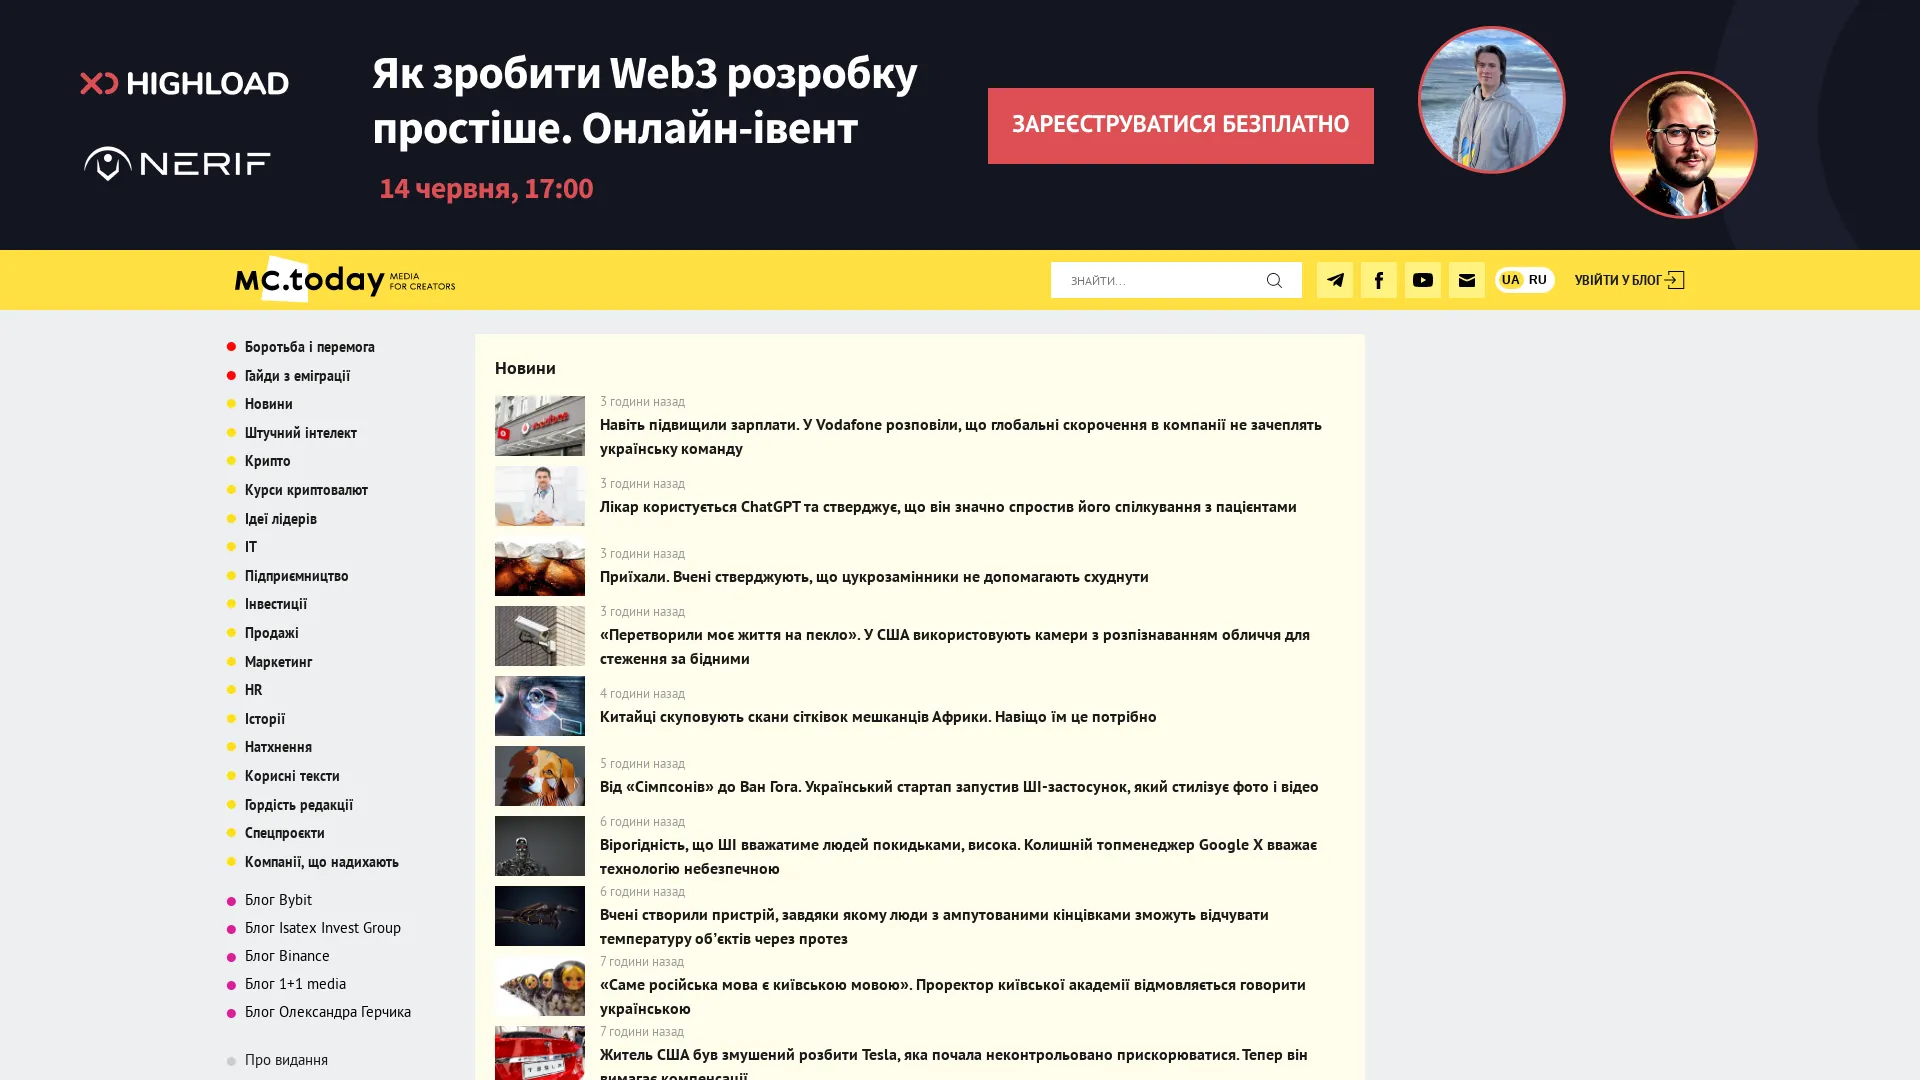 HIGHLOAD
NERIF
Як зробити Web3 розробку
простіше. Онлайн-івент
14 червня, 17:00
ЗАРЕЄСТРУВАТИСЯ БЕЗПЛАТНО
MC.today MEDIA
FOR CREATORS
ЗНАЙТИ...
UA RU
УВІЙТИ У БЛОГ
Боротьба і перемога
Гайди з еміграції
Новини
Штучний інтелект
Крипто
Курси криптовалют
Ідеї лідерів
IT
Підприємництво
Інвестиції
Продажі
Маркетинг
HR
Історії
Натхнення
Корисні тексти
Гордість редакції
Спецпроєкти
Компанії, що надихають
Блог Bybit
Блог Isatex Invest Group
Блог Binance
Блог 1+1 media
Блог Олександра Герчика
Про видання
Новини
3 години назад
Навіть підвищили зарплати. У Vodafone розповіли, що глобальні скорочення в компанії не зачеплять
українську команду
3 години назад
Лікар користується ChatGPT та стверджує, що він значно спростив його спілкування з пацієнтами
3 години назад
Приїхали. Вчені стверджують, що цукрозамінники не допомагають схуднути
3 години назад
«Перетворили моє життя на пекло». У США використовують камери з розпізнаванням обличчя для
стеження за бідними
4 години назад
Китайці скуповують скани сітківок мешканців Африки. Навіщо їм це потрібно
5 години назад
Від «Сімпсонів» до Ван Гога. Український стартап запустив ШІ-застосунок, який стилізує фото і відео
6 години назад
Вірогідність, що ШІ вважатиме людей покидьками, висока. Колишній топменеджер Google X вважає
технологію небезпечною
6 години назад
Вчені створили пристрій, завдяки якому люди з ампутованими кінцівками зможуть відчувати
температуру об’єктів через протез
7 години назад
«Саме російська мова є київською мовою». Проректор київської академії відмовляється говорити
українською
7 години назад
Житель США був змушений розбити Tesla, яка почала неконтрольовано прискорюватися. Тепер він
вимагає компенсації
vodafone
TESLA